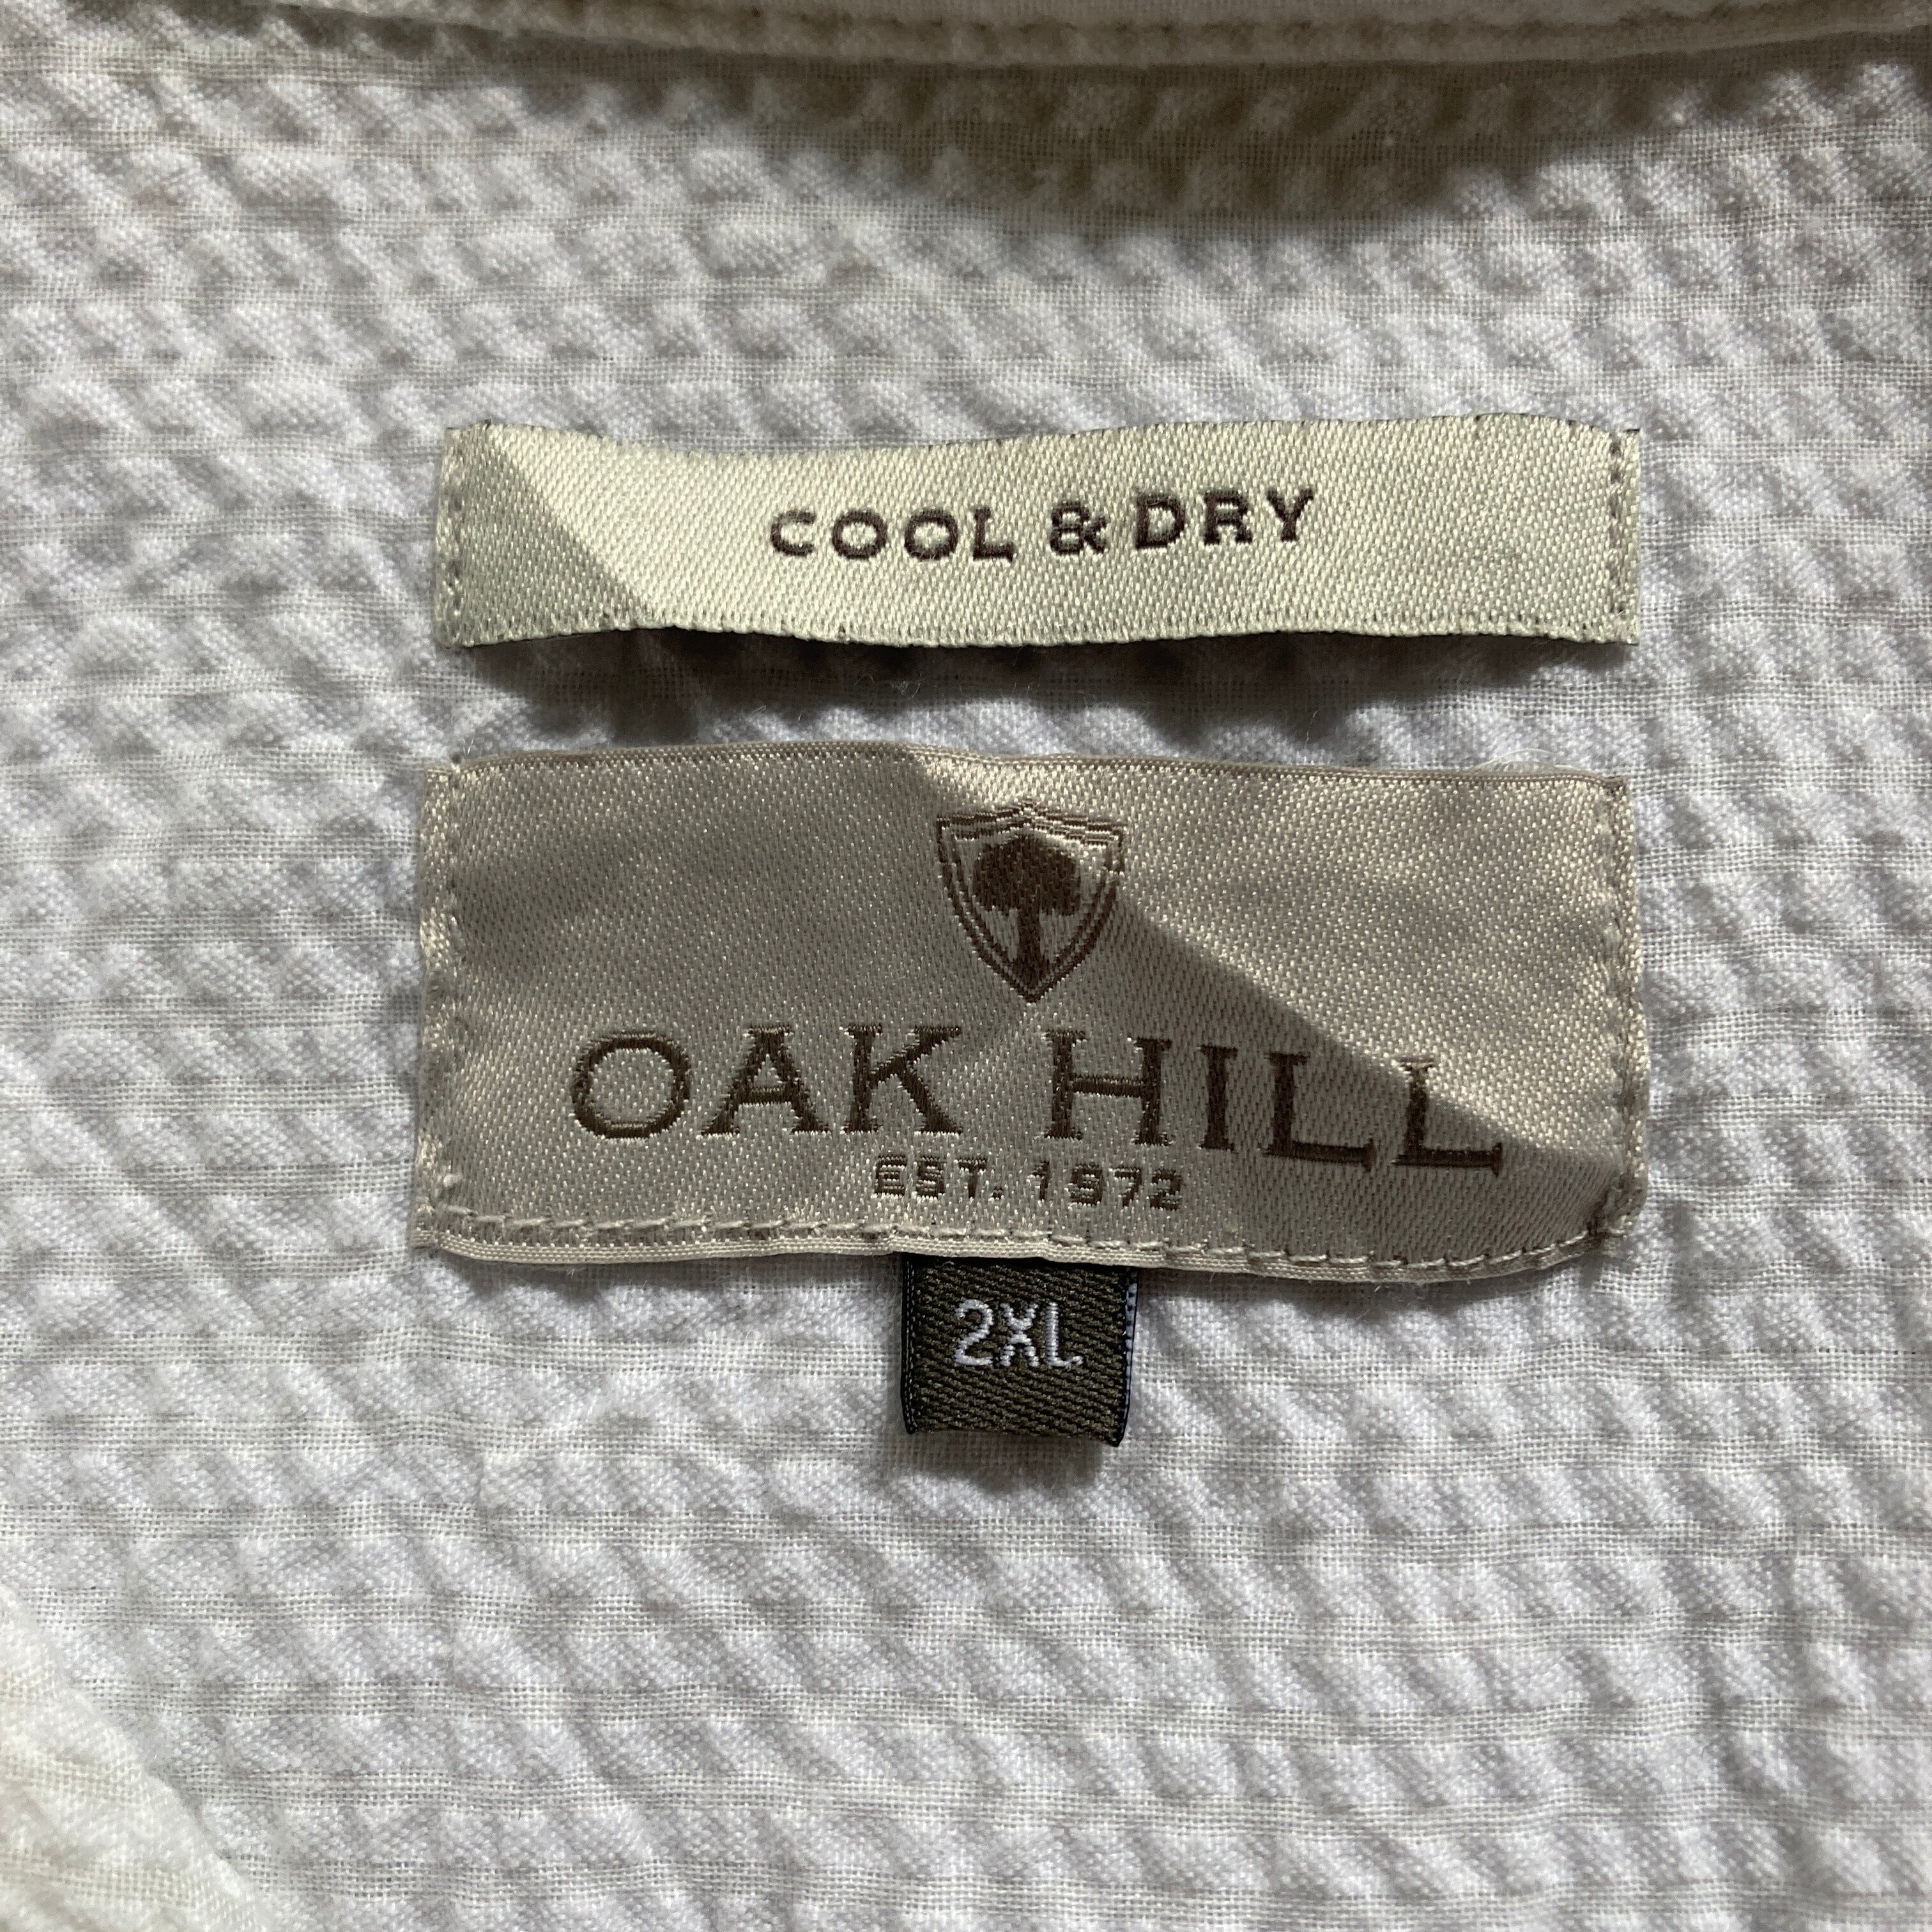 COOL & DRY
OAK HILL
EST. 1972
2XL